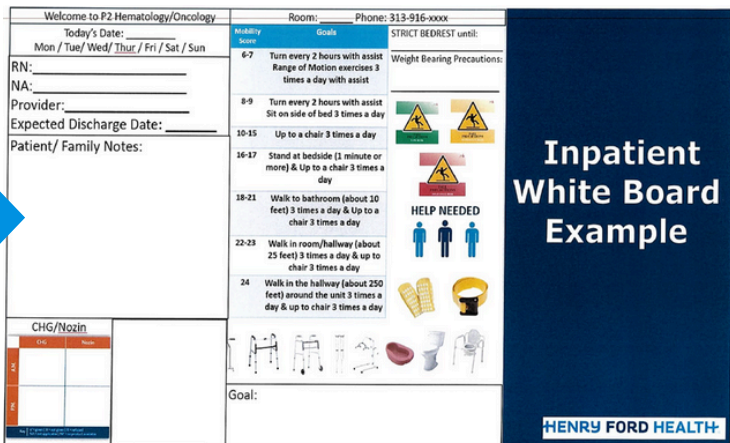 Welcome to P2 Hematology/Oncology
Room:______ Phone: 313-916-xxxx
Today's Date: ________
Mon / Tue/ Wed/ Thur / Fri / Sat / Sun
RN:
NA:
Provider:
Expected Discharge Date: ______
Patient/ Family Notes:
CHG/Nozin
CHG Nozin
A.M.
P.M.
Mobility Score Goals
6-7 Turn every 2 hours with assist
Range of Motion exercises 3
times a day with assist
8-9 Turn every 2 hours with assist
Sit on side of bed 3 times a day
10-15 Up to a chair 3 times a day
16-17 Stand at bedside (1 minute or
more) & Up to a chair 3 times a
day
18-21 Walk to bathroom (about 10
feet) 3 times a day & Up to a
chair 3 times a day
22-23 Walk in room/hallway (about
25 feet) 3 times a day & up to
chair 3 times a day
24 Walk in the hallway (about 250
feet) around the unit 3 times a
day & up to chair 3 times a day
STRICT BEDREST until:
Weight Bearing Precautions:
HELP NEEDED
Goal:
Inpatient
White Board
Example
HENRY FORD HEALTH